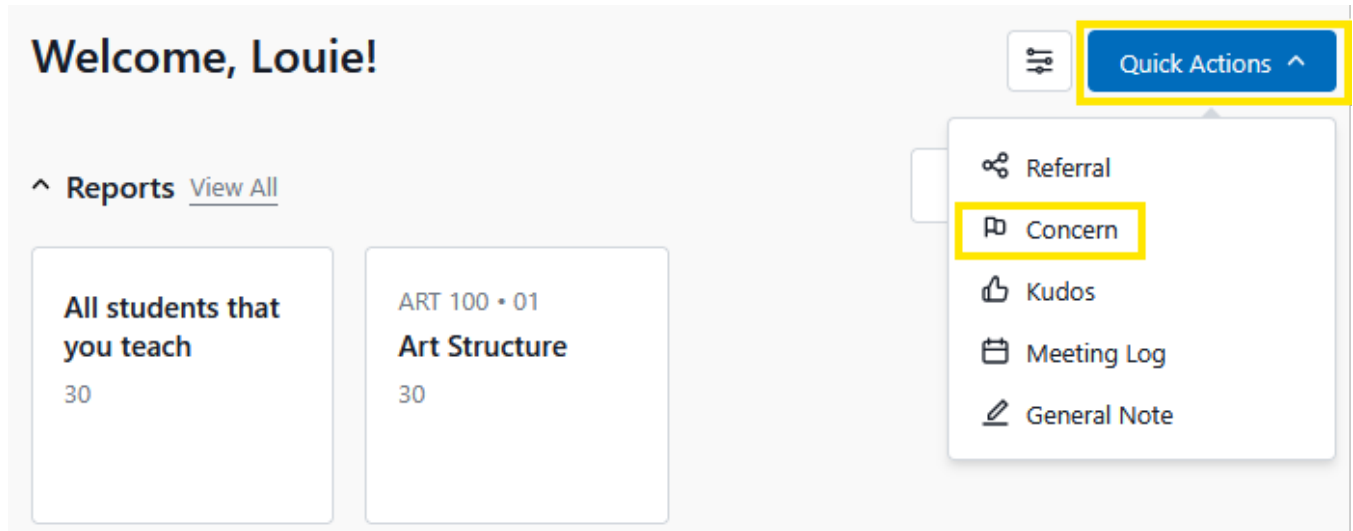 Welcome, Louie!
Quick Actions
Reports View All
Referral
Concern
Kudos
Meeting Log
General Note
All students that
you teach
30
ART 100 • 01
Art Structure
30